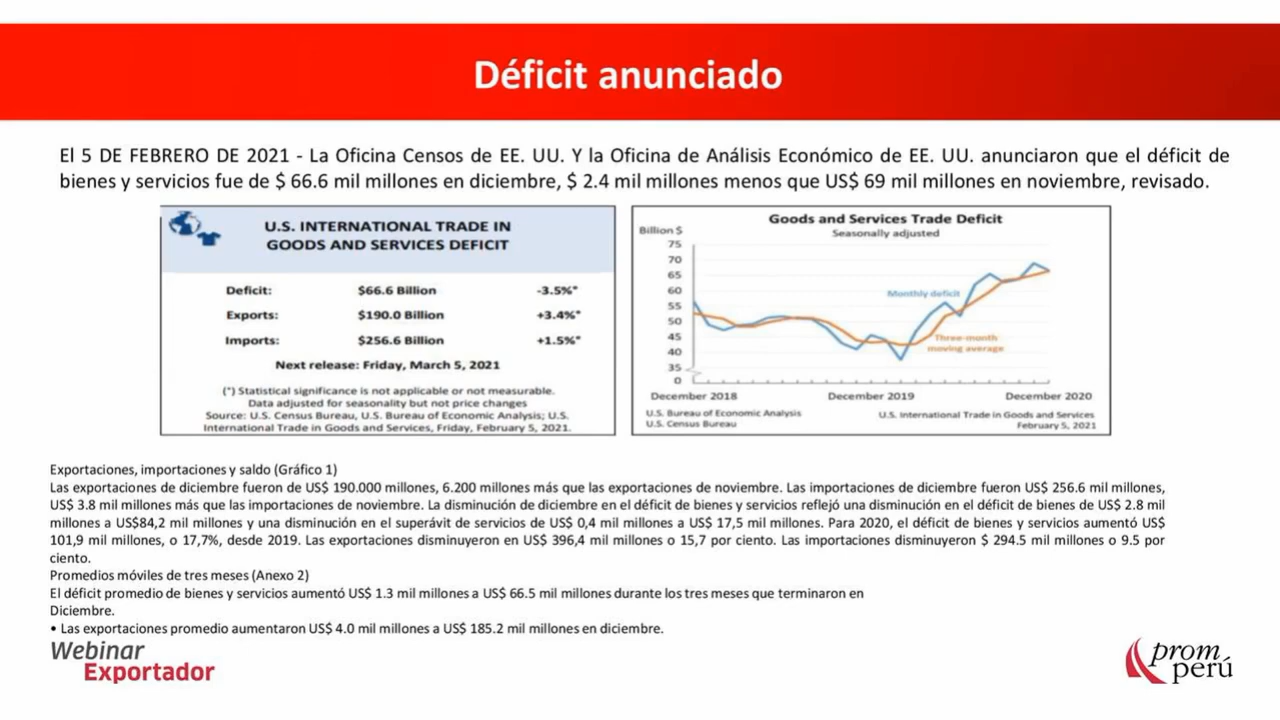 Déficit anunciado
El 5 DE FEBRERO DE 2021 - La Oficina Censos de EE. UU. Y la Oficina de Análisis Económico de EE. UU. anunciaron que el déficit de
bienes y servicios fue de $ 66.6 mil millones en diciembre, $ 2.4 mil millones menos que US$ 69 mil millones en noviembre, revisado.
U.S. INTERNATIONAL TRADE IN
GOODS AND SERVICES DEFICIT
Deficit: $66.6 Billion -3.5%*
Exports: $190.0 Billion +3.4%*
Imports: $256.6 Billion +1.5%*
Next release: Friday, March 5, 2021
(*) Statistical significance is not applicable or not measurable.
Data adjusted for seasonality but not price changes
Source: U.S. Census Bureau, U.S. Bureau of Economic Analysis; U.S.
International Trade in Goods and Services, Friday, February 5, 2021.
Goods and Services Trade Deficit
Billion $
Seasonally adjusted
75
70
65
60
55
50
45
40
35
0
Monthly deficit
Three-month
moving average
December 2018 December 2019 December 2020
U.S. Bureau of Economic Analysis
U.S. Census Bureau
U.S. International Trade in Goods and Services
February 5, 2021
Exportaciones, importaciones y saldo (Gráfico 1)
Las exportaciones de diciembre fueron de US$ 190.000 millones, 6.200 millones más que las exportaciones de noviembre. Las importaciones de diciembre fueron US$ 256.6 mil millones,
US$ 3.8 mil millones más que las importaciones de noviembre. La disminución de diciembre en el déficit de bienes y servicios reflejó una disminución en el déficit de bienes de US$ 2.8 mil
millones a US$84,2 mil millones y una disminución en el superávit de servicios de US$ 0,4 mil millones a US$ 17,5 mil millones. Para 2020, el déficit de bienes y servicios aumentó US$
101,9 mil millones, o 17,7%, desde 2019. Las exportaciones disminuyeron en US$ 396,4 mil millones o 15,7 por ciento. Las importaciones disminuyeron $ 294.5 mil millones o 9.5 por
ciento.
Promedios móviles de tres meses (Anexo 2)
El déficit promedio de bienes y servicios aumentó US$ 1.3 mil millones a US$ 66.5 mil millones durante los tres meses que terminaron en
Diciembre.
• Las exportaciones promedio aumentaron US$ 4.0 mil millones a US$ 185.2 mil millones en diciembre.
Webinar
Exportador
prom
perú